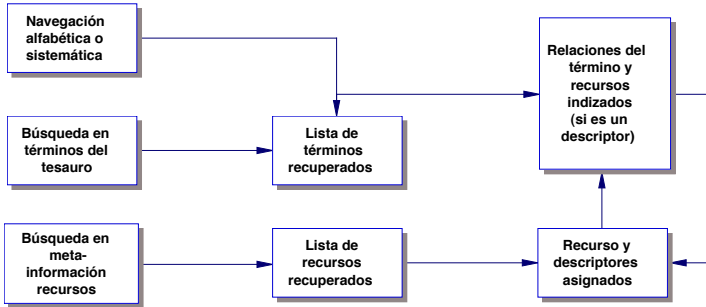 Navegación
alfabética o
sistemática
Relaciones del
término y
recursos
indizados
(si es un
descriptor)
Búsqueda en
términos del
tesauro
Lista de
términos
recuperados
Búsqueda en
meta-
información
recursos
Lista de
recursos
recuperados
Recurso y
descriptores
asignados